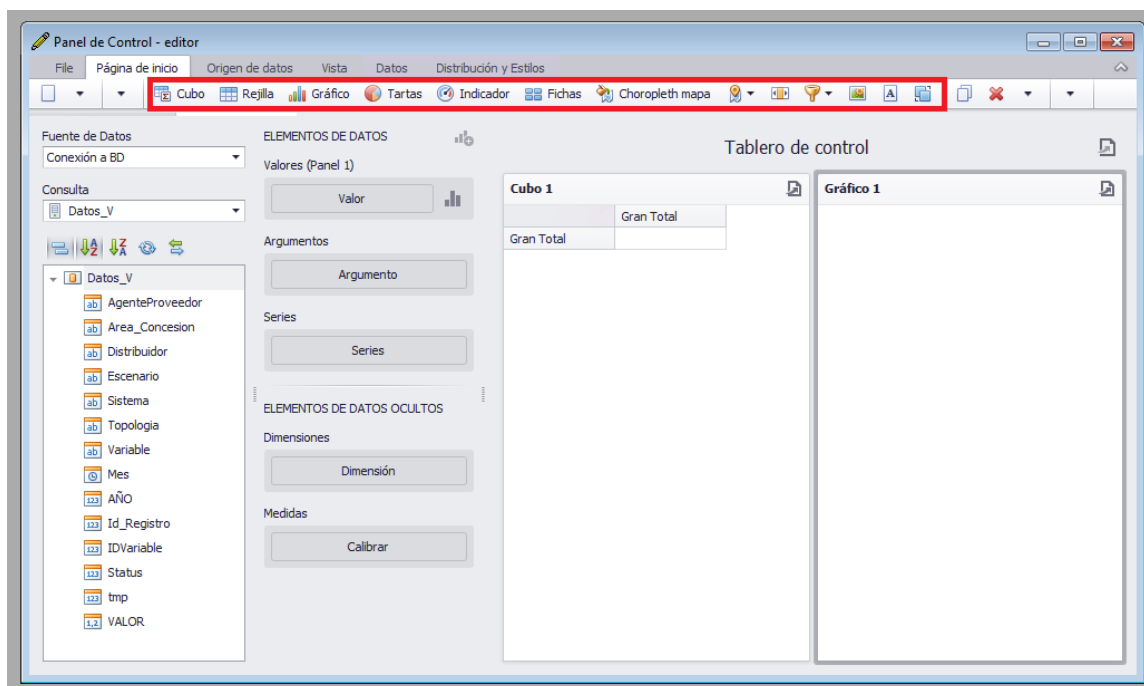 Panel de Control - editor
File Página de inicio Origen de datos Vista Datos Distribución y Estilos
Cubo Rejilla Gráfico Tartas Indicador Fichas Choropleth mapa
Fuente de Datos
Conexión a BD
Consulta
Datos_V
Datos_V
AgenteProveedor
Area_Concesion
Distribuidor
Escenario
Sistema
Topologia
Variable
Mes
AÑO
Id_Registro
IDVariable
Status
tmp
VALOR
ELEMENTOS DE DATOS
Valores (Panel 1)
Valor
Argumentos
Argumento
Series
Series
ELEMENTOS DE DATOS OCULTOS
Dimensiones
Dimensión
Medidas
Calibrar
Tablero de control
Cubo 1
Gran Total
Gran Total
Gráfico 1